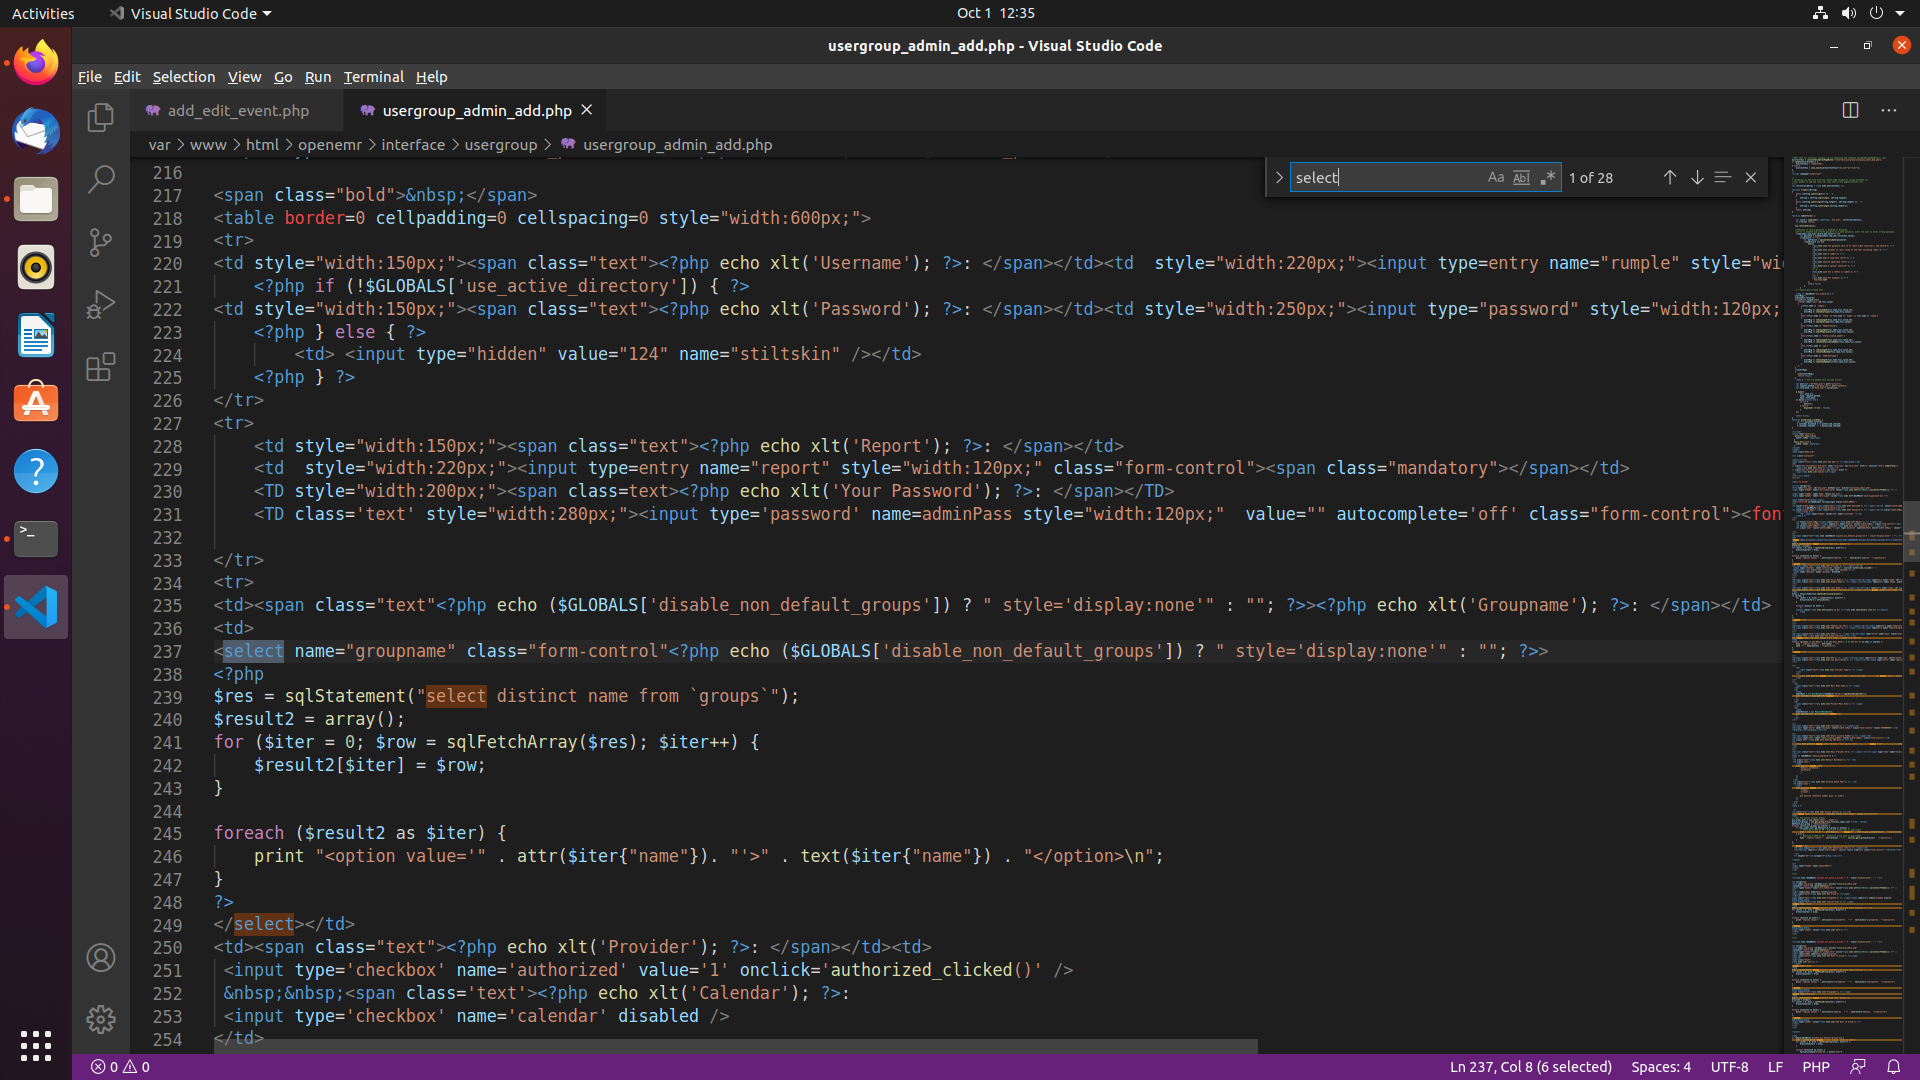 Activities
Visual Studio Code
Oct 1 12:35
usergroup_admin_add.php - Visual Studio Code
File Edit Selection View Go Run Terminal Help
add_edit_event.php
usergroup_admin_add.php
var > www > html > openemr > interface > usergroup > usergroup_admin_add.php
select
Aa Abl .* 1 of 28
216
217 <span class="bold">&nbsp;</span>
218 <table border=0 cellpadding=0 cellspacing=0 style="width:600px;">
219 <tr>
220 <td style="width:150px;"><span class="text"><?php echo xlt('Username'); ?>: </span></td><td  style="width:220px;"><input type=entry name="rumple" style="wi
221     <?php if (!$GLOBALS['use_active_directory']) { ?>
222 <td style="width:150px;"><span class="text"><?php echo xlt('Password'); ?>: </span></td><td style="width:250px;"><input type="password" style="width:120px;
223     <?php } else { ?>
224         <td> <input type="hidden" value="124" name="stiltskin" /></td>
225     <?php } ?>
226 </tr>
227 <tr>
228     <td style="width:150px;"><span class="text"><?php echo xlt('Report'); ?>: </span></td>
229     <td  style="width:220px;"><input type=entry name="report" style="width:120px;" class="form-control"><span class="mandatory"></span></td>
230     <TD style="width:200px;"><span class=text><?php echo xlt('Your Password'); ?>: </span></TD>
231     <TD class='text' style="width:280px;"><input type='password' name=adminPass style="width:120px;"  value="" autocomplete='off' class="form-control"><fon
232
233 </tr>
234 <tr>
235 <td><span class="text"<?php echo ($GLOBALS['disable_non_default_groups']) ? " style='display:none'" : ""; ?>><?php echo xlt('Groupname'); ?>: </span></td>
236 <td>
237 <select name="groupname" class="form-control"<?php echo ($GLOBALS['disable_non_default_groups']) ? " style='display:none'" : ""; ?>>
238 <?php
239 $res = sqlStatement("select distinct name from `groups`");
240 $result2 = array();
241 for ($iter = 0; $row = sqlFetchArray($res); $iter++) {
242     $result2[$iter] = $row;
243 }
244
245 foreach ($result2 as $iter) {
246     print "<option value='" . attr($iter{"name"}). "'>" . text($iter{"name"}) . "</option>\n";
247 }
248 ?>
249 </select></td>
250 <td><span class="text"><?php echo xlt('Provider'); ?>: </span></td><td>
251  <input type='checkbox' name='authorized' value='1' onclick='authorized_clicked()' />
252  &nbsp;&nbsp;<span class='text'><?php echo xlt('Calendar'); ?>:
253  <input type='checkbox' name='calendar' disabled />
254 </td>
0 0
Ln 237, Col 8 (6 selected) Spaces: 4 UTF-8 LF PHP